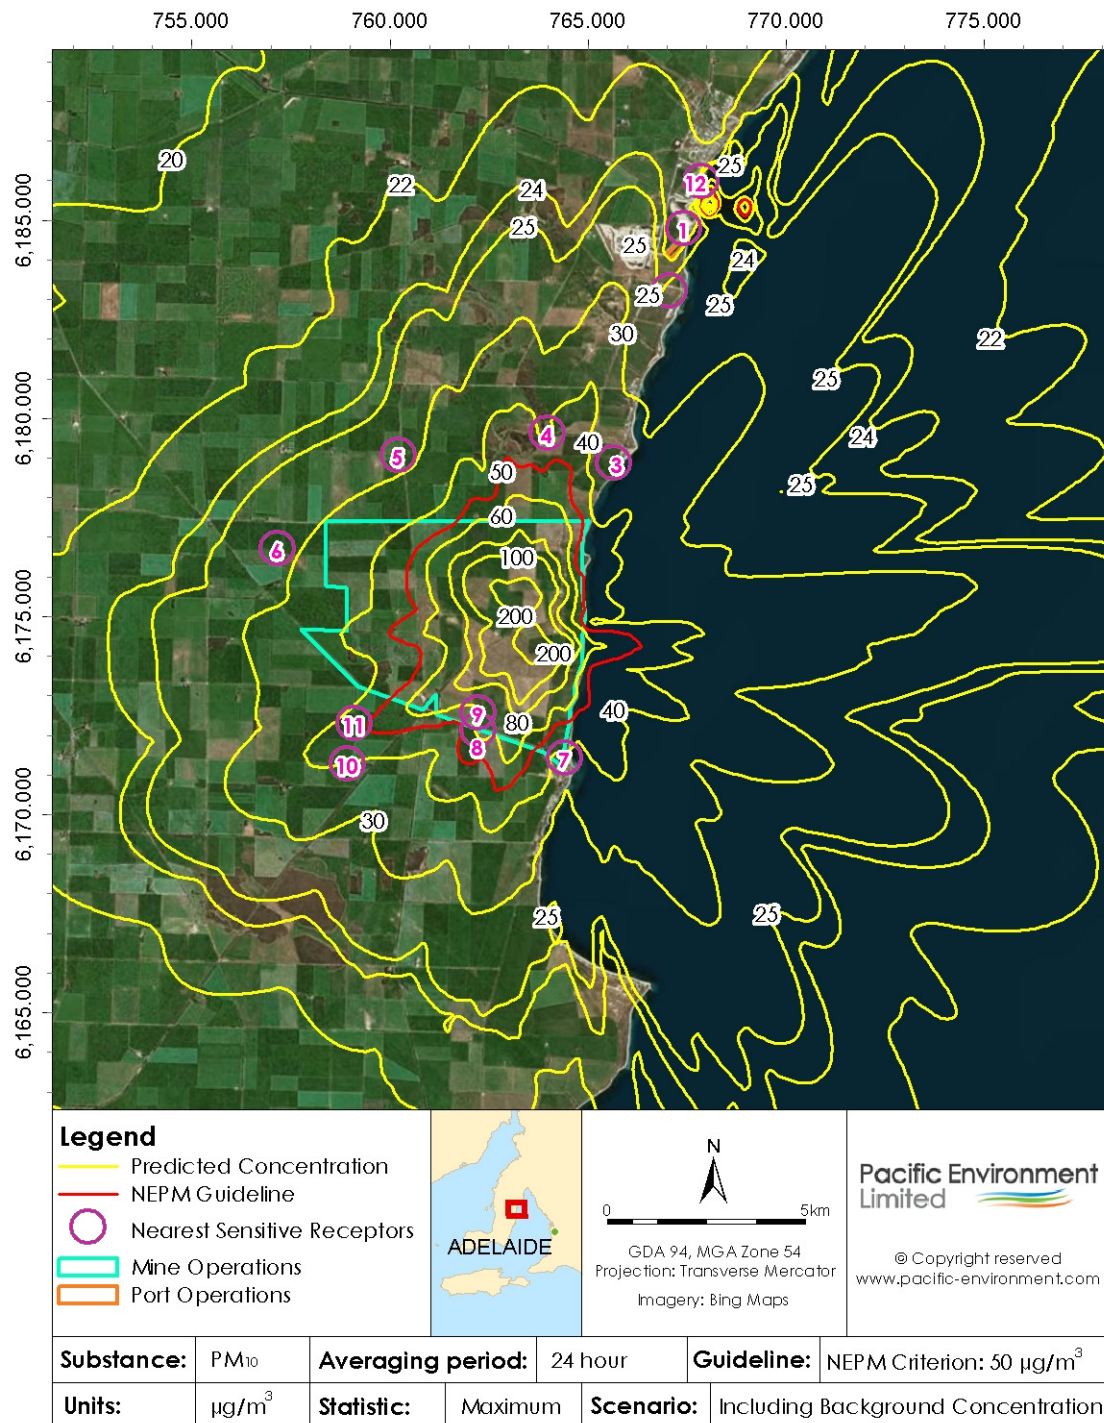 755.000 760.000 765.000 770.000 775.000
6,185.000
6,180.000
6,175.000
6,170.000
6,165.000
20
22
24
25
25
12
1
25
24
25
25
30
22
25
24
25
4
40
3
5
50
60
6
100
200
200
40
9
80
8
7
11
10
30
25
25
Legend
Predicted Concentration
NEPM Guideline
Nearest Sensitive Receptors
Mine Operations
Port Operations
ADELAIDE
N
0 5km
GDA 94, MGA Zone 54
Projection: Transverse Mercator
Imagery: Bing Maps
Pacific Environment
Limited
© Copyright reserved
www.pacific-environment.com
Substance: PM₁₀ Averaging period: 24 hour Guideline: NEPM Criterion: 50 µg/m³
Units: µg/m³ Statistic: Maximum Scenario: Including Background Concentration